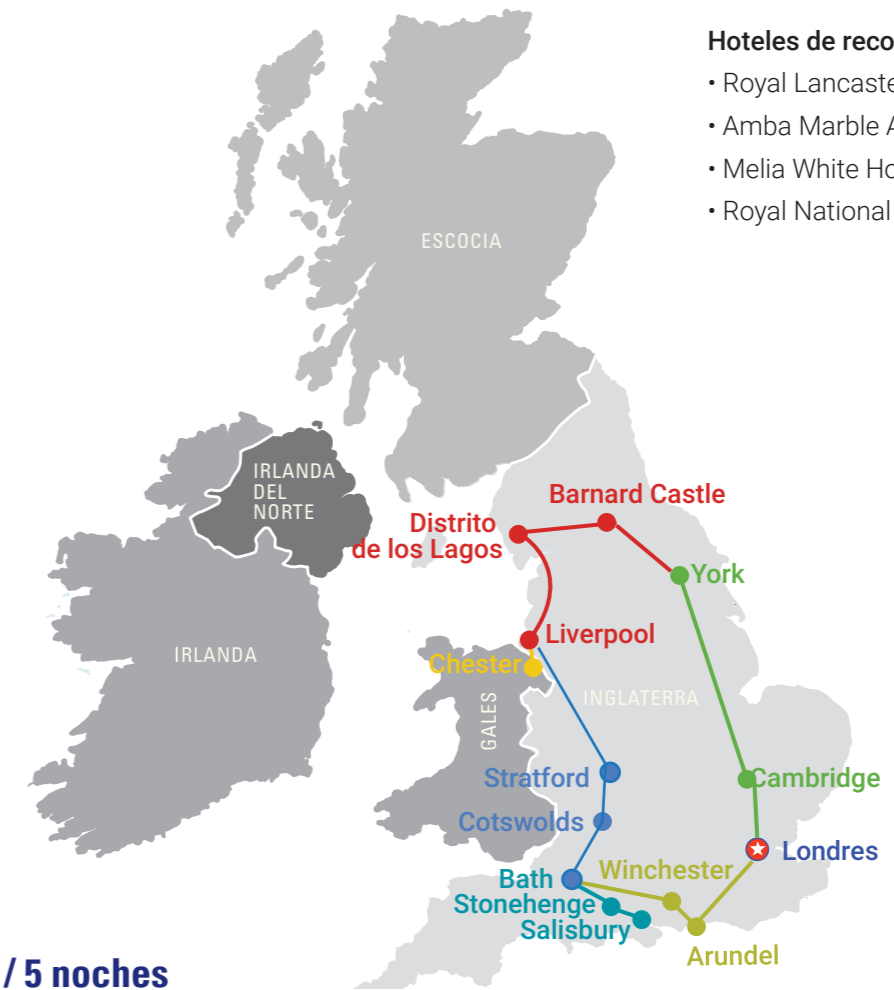 Hoteles de reco
• Royal Lancaste
• Amba Marble A
• Melia White Ho
• Royal National
ESCOCIA
IRLANDA
DEL
NORTE
Barnard Castle
Distrito
de los Lagos
York
Liverpool
IRLANDA
Chester
GALES
INGLATERRA
Stratford
Cambridge
Cotswolds
Londres
Winchester
Bath
Stonehenge
Salisbury
Arundel
/ 5 noches